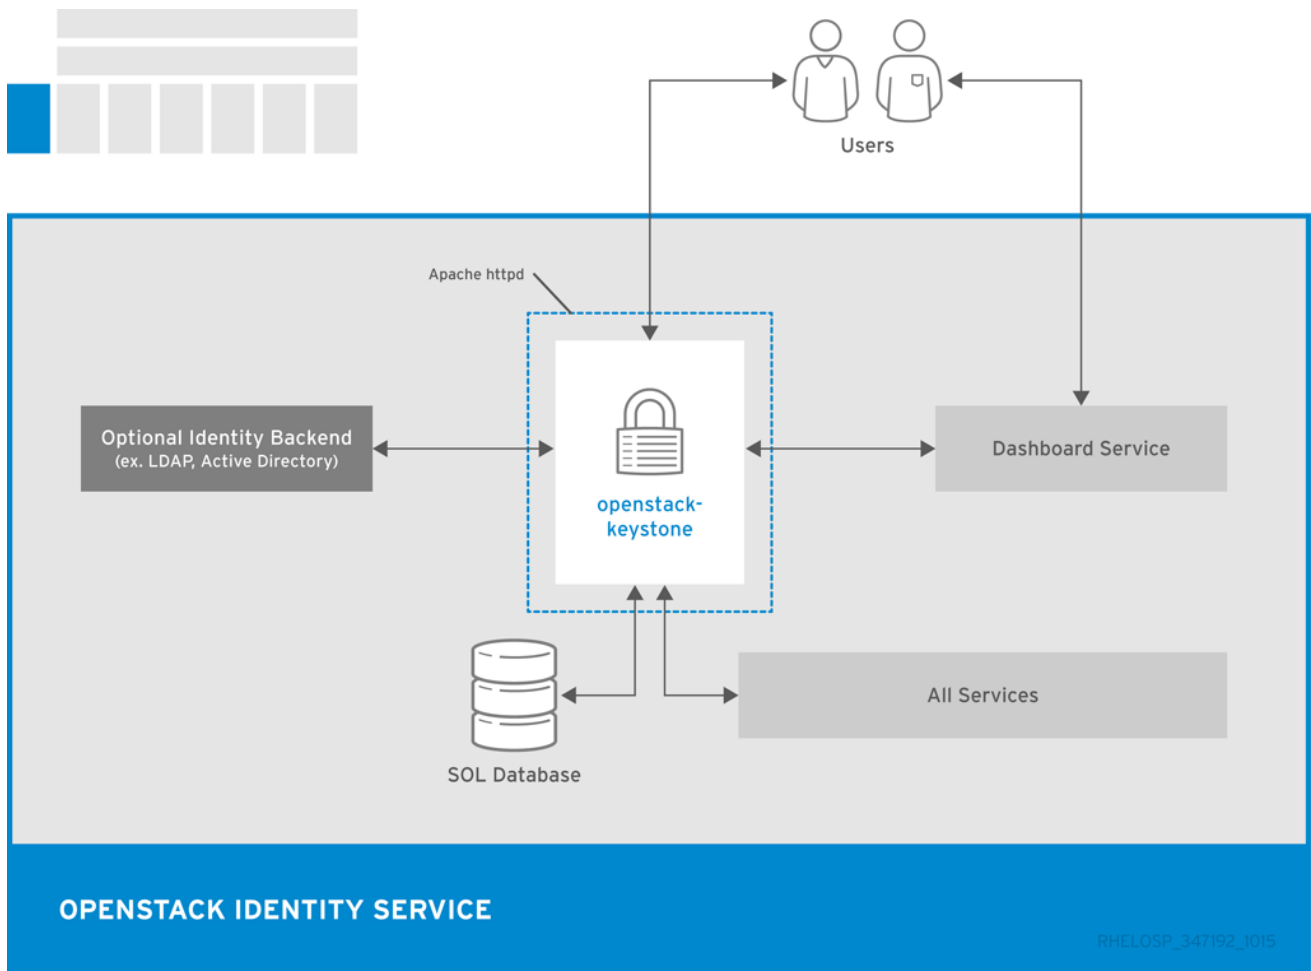 Users
Apache httpd
Optional Identity Backend
(ex. LDAP, Active Directory)
openstack-
keystone
Dashboard Service
All Services
SOL Database
OPENSTACK IDENTITY SERVICE
RHELOSP_347192_1015